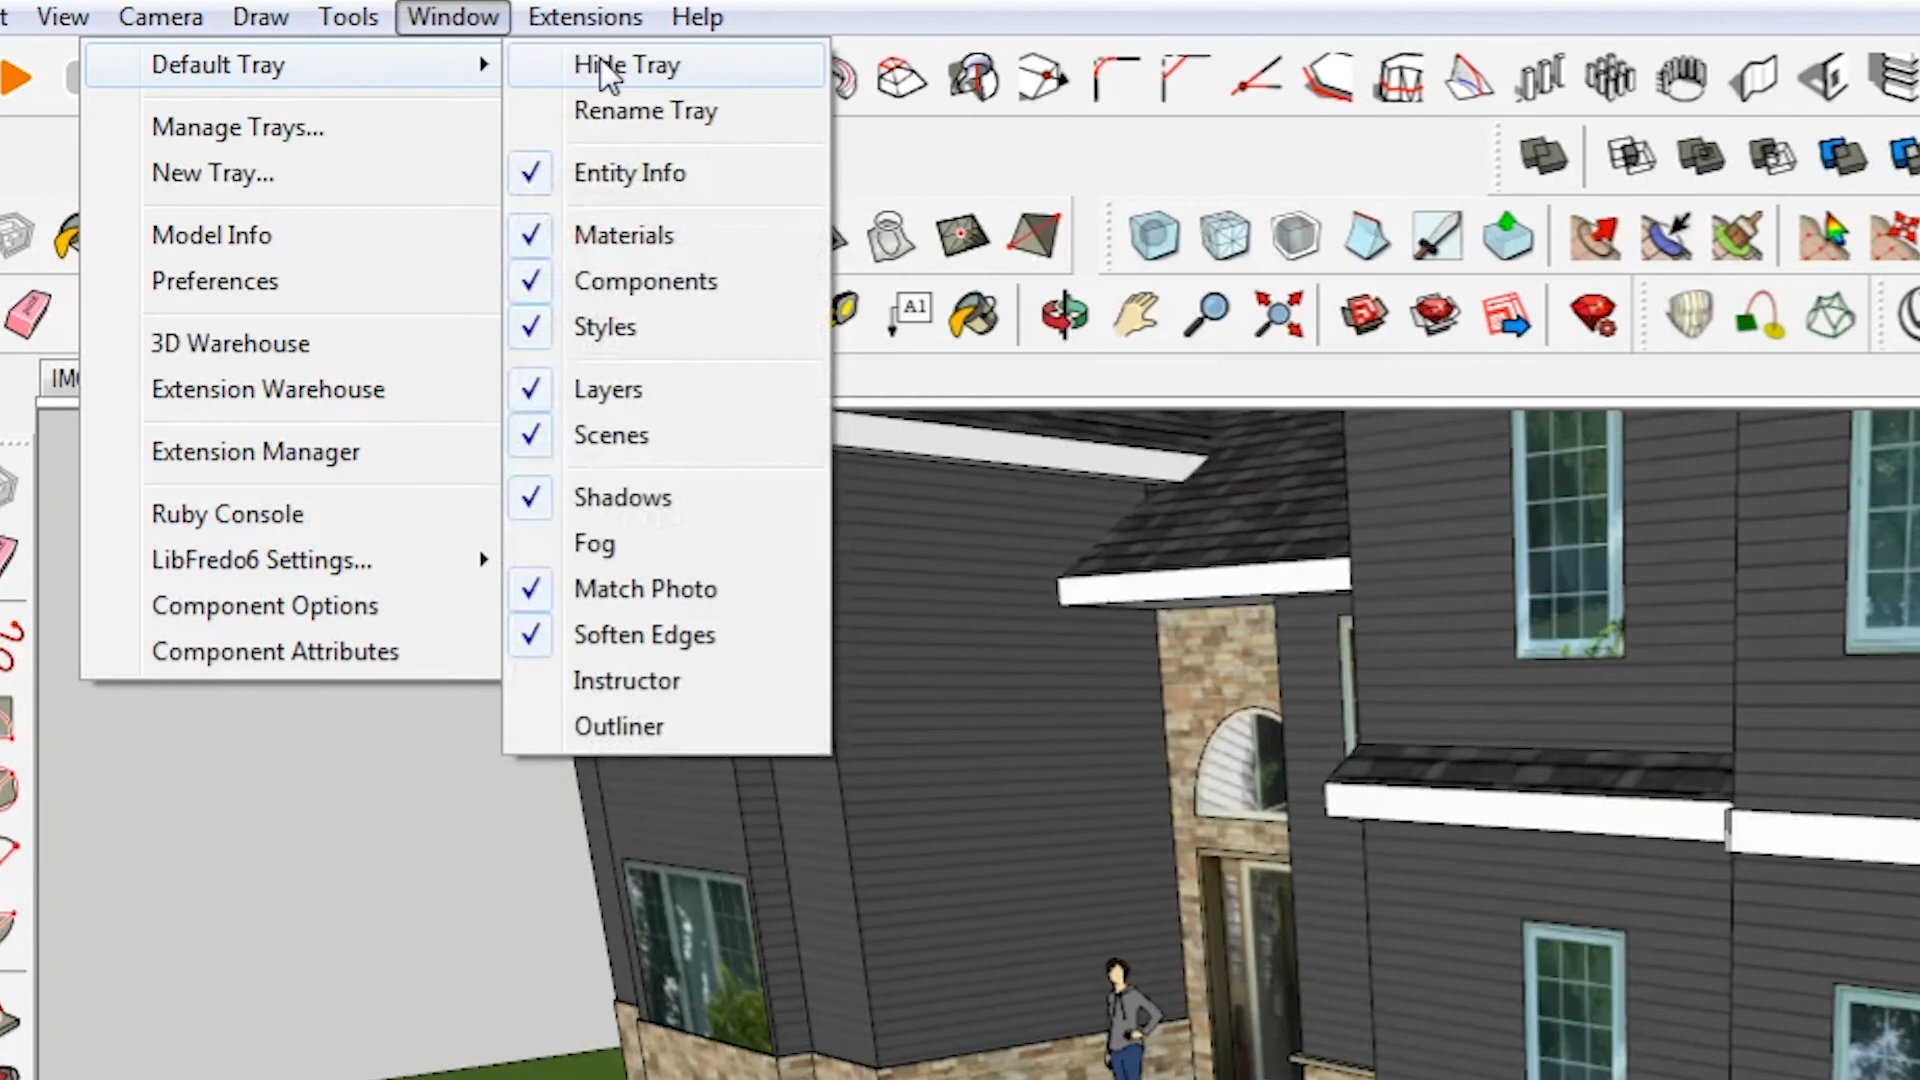 View Camera Draw Tools Window Extensions Help
Default Tray
Manage Trays...
New Tray...
Model Info
Preferences
3D Warehouse
Extension Warehouse
Extension Manager
Ruby Console
LibFredo6 Settings...
Component Options
Component Attributes
Hide Tray
Rename Tray
Entity Info
Materials
Components
Styles
Layers
Scenes
Shadows
Fog
Match Photo
Soften Edges
Instructor
Outliner
A1